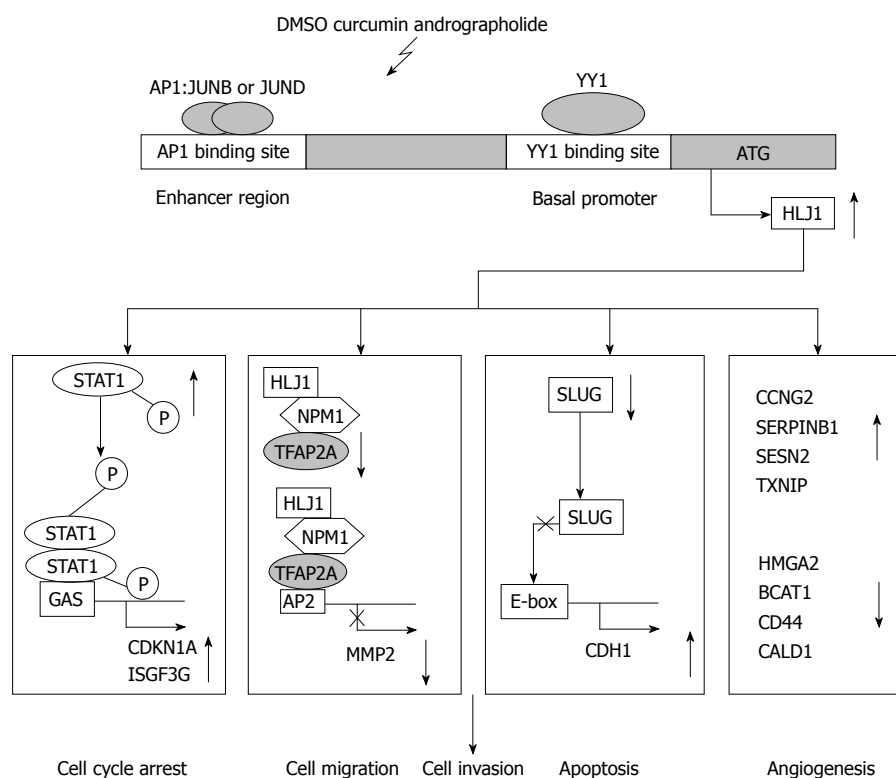 DMSO curcumin andrographolide
AP1:JUNB or JUND
YY1
AP1 binding site
YY1 binding site
ATG
Enhancer region
Basal promoter
HLJ1
STAT1
P
P
STAT1
STAT1
P
GAS
CDKN1A
ISGF3G
HLJ1
NPM1
TFAP2A
HLJ1
NPM1
TFAP2A
AP2
MMP2
SLUG
SLUG
E-box
CDH1
CCNG2
SERPINB1
SESN2
TXNIP
HMGA2
BCAT1
CD44
CALD1
Cell cycle arrest
Cell migration
Cell invasion
Apoptosis
Angiogenesis